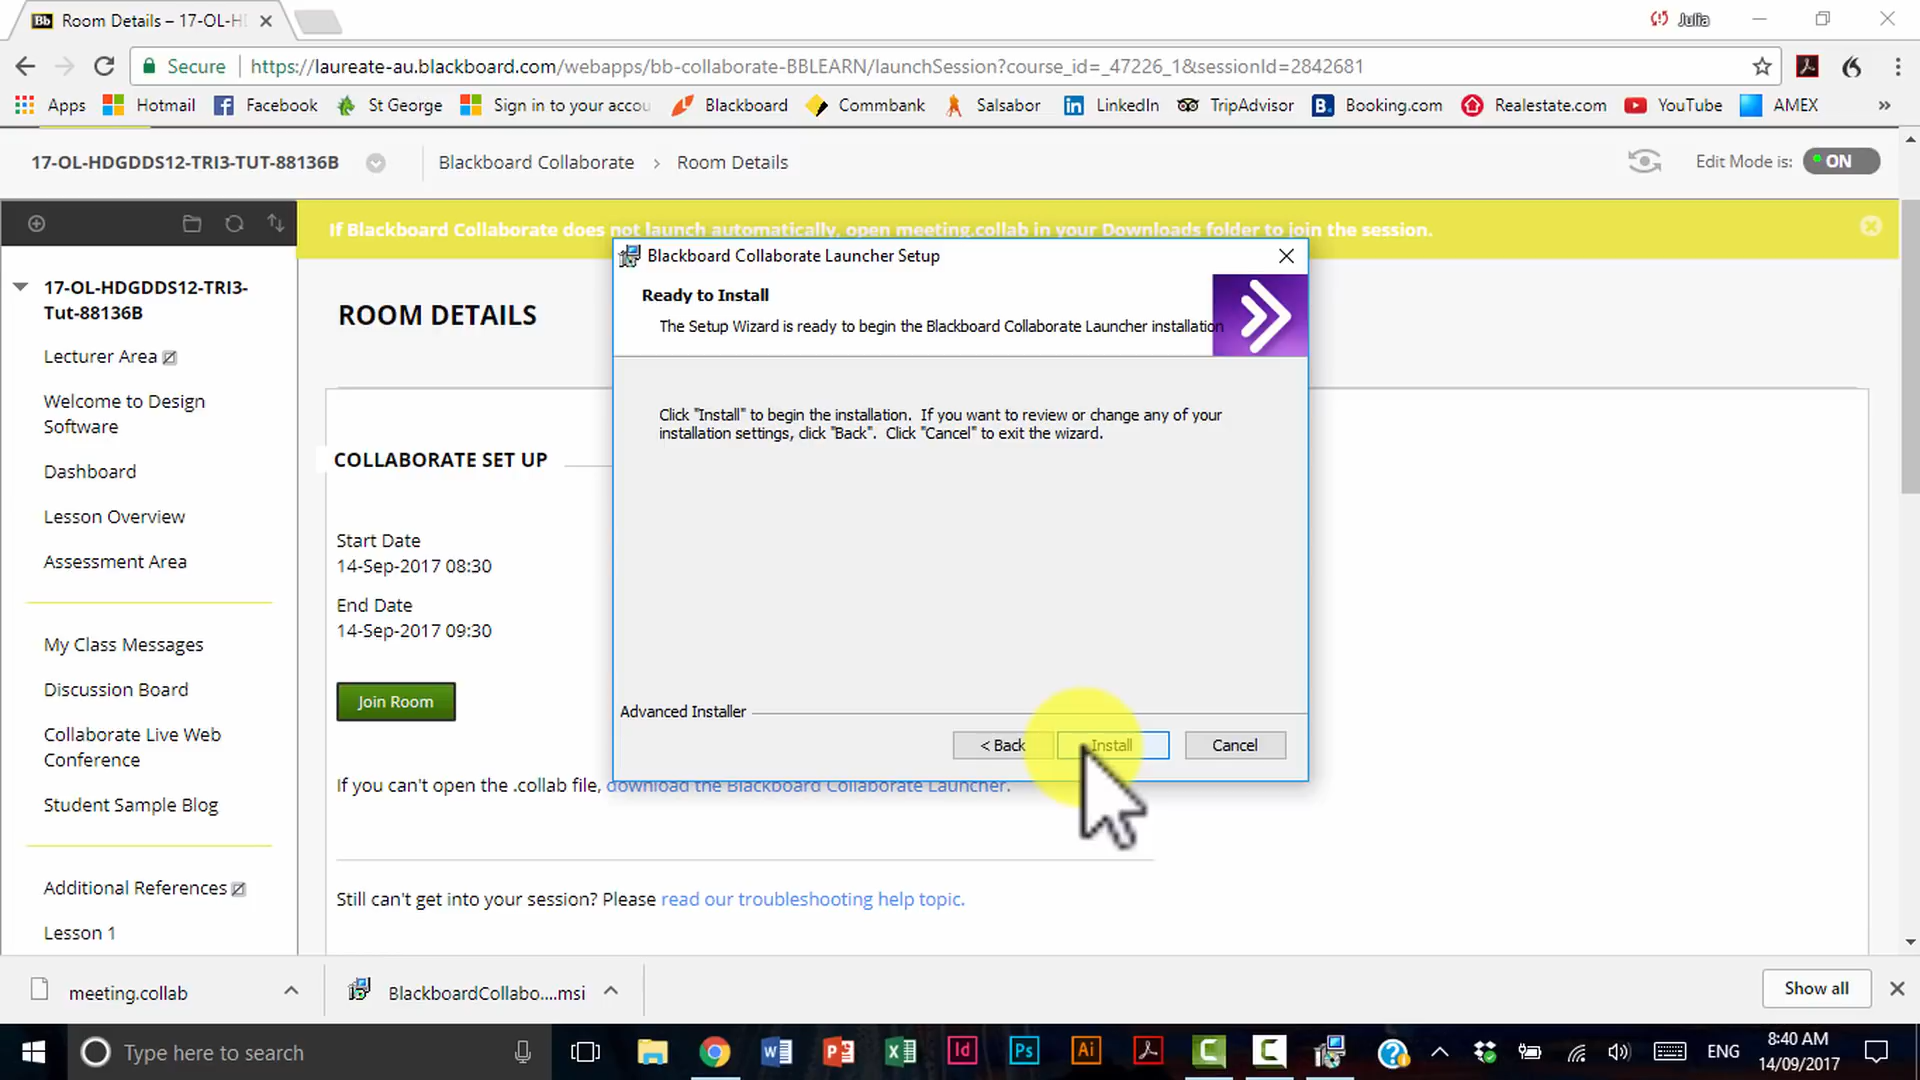 Bb Room Details – 17-OL-H
Julia
Secure https://laureate-au.blackboard.com/webapps/bb-collaborate-BBLEARN/launchSession?course_id=_47226_1&sessionId=2842681
Apps Hotmail Facebook St George Sign in to your accou Blackboard Commbank Salsabor LinkedIn TripAdvisor B. Booking.com Realestate.com YouTube AMEX »
17-OL-HDGDDS12-TRI3-TUT-88136B Blackboard Collaborate > Room Details Edit Mode is: ON
If Blackboard Collaborate does not launch automatically, open meeting.collab in your Downloads folder to join the session.
17-OL-HDGDDS12-TRI3-
Tut-88136B
Lecturer Area
Welcome to Design
Software
Dashboard
Lesson Overview
Assessment Area
My Class Messages
Discussion Board
Collaborate Live Web
Conference
Student Sample Blog
Additional References
Lesson 1
ROOM DETAILS
COLLABORATE SET UP
Start Date
14-Sep-2017 08:30
End Date
14-Sep-2017 09:30
Join Room
If you can't open the .collab file, download the Blackboard Collaborate Launcher.
Still can't get into your session? Please read our troubleshooting help topic.
Blackboard Collaborate Launcher Setup
Ready to Install
The Setup Wizard is ready to begin the Blackboard Collaborate Launcher installation
Click "Install" to begin the installation. If you want to review or change any of your
installation settings, click "Back". Click "Cancel" to exit the wizard.
Advanced Installer
< Back Install Cancel
meeting.collab BlackboardCollabo....msi Show all
Type here to search
Id Ps Ai
ENG
8:40 AM
14/09/2017